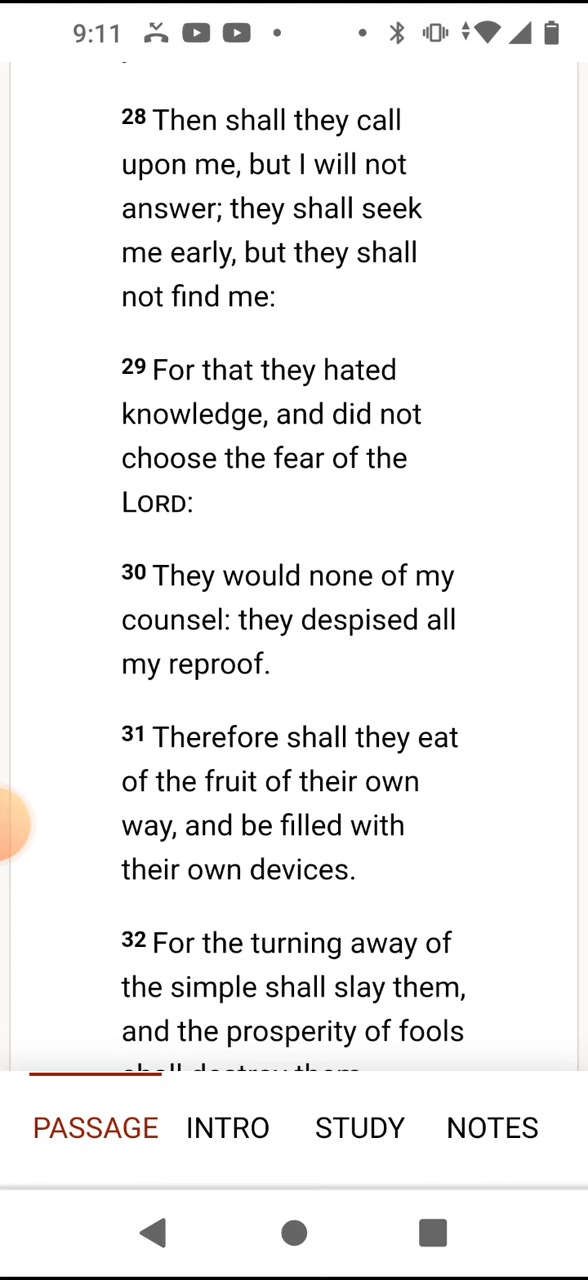 9:11
28 Then shall they call
upon me, but I will not
answer; they shall seek
me early, but they shall
not find me:
29 For that they hated
knowledge, and did not
choose the fear of the
LORD:
30 They would none of my
counsel: they despised all
my reproof.
31 Therefore shall they eat
of the fruit of their own
way, and be filled with
their own devices.
32 For the turning away of
the simple shall slay them,
and the prosperity of fools
shall destroy them
PASSAGE INTRO STUDY NOTES